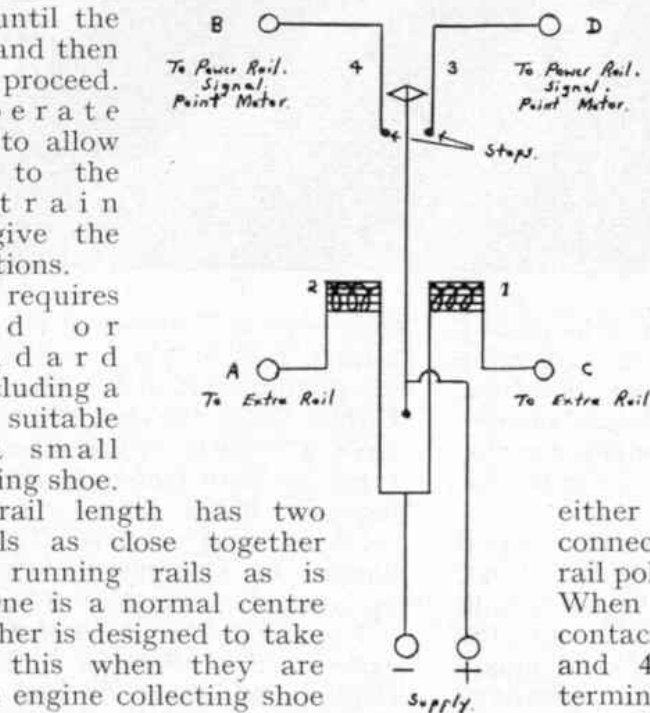 until the
and then
proceed.
perate
to allow
to the
train
give the
tions.
requires
d or
dard
cluding a
suitable
small
ing shoe.
rail length has two
ls as close together
running rails as is
ne is a normal centre
her is designed to take
this when they are
engine collecting shoe
B
D
4
3
To Power Rail.
Signal.
Point Motor.
To Power Rail.
Signal.
Point Motor.
Stops.
2
1
A
C
To Extra Rail
To Extra Rail
− +
Supply.
either
connec
rail pol
When
contac
and 4
termin